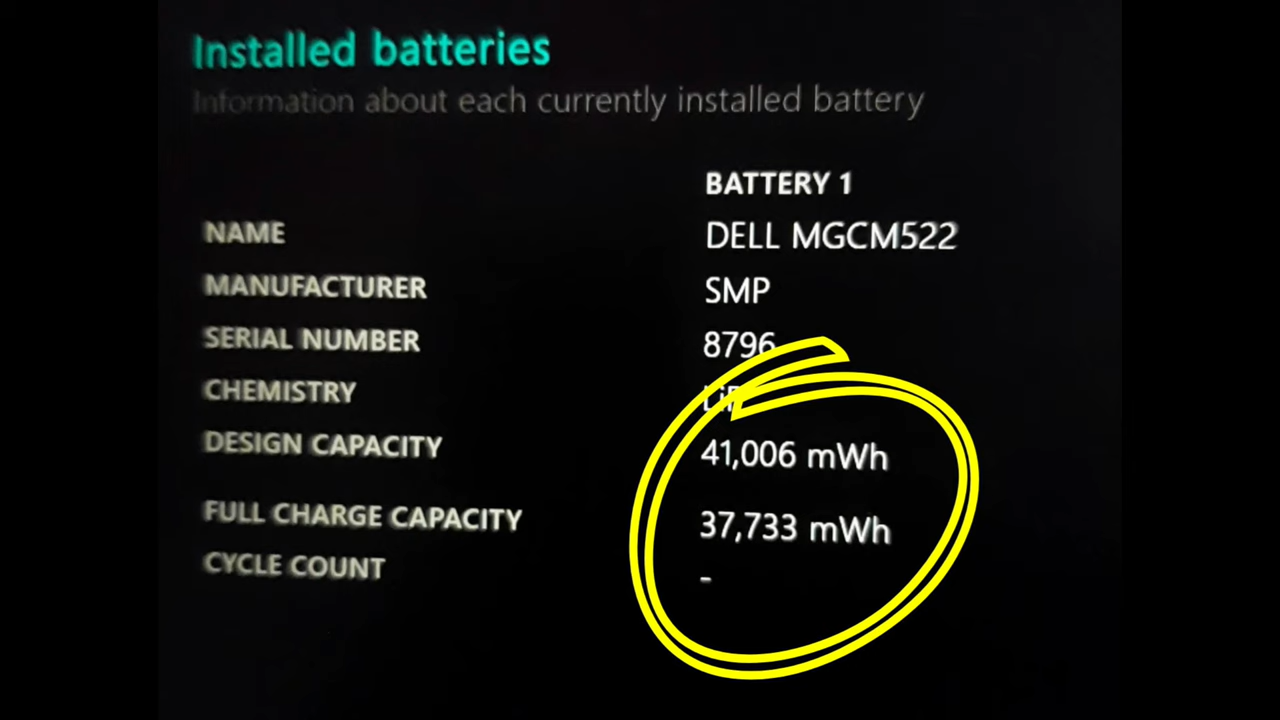 Installed batteries
Information about each currently installed battery
BATTERY 1
NAME DELL MGCM522
MANUFACTURER SMP
SERIAL NUMBER 8796
CHEMISTRY
DESIGN CAPACITY 41,006 mWh
FULL CHARGE CAPACITY 37,733 mWh
CYCLE COUNT -